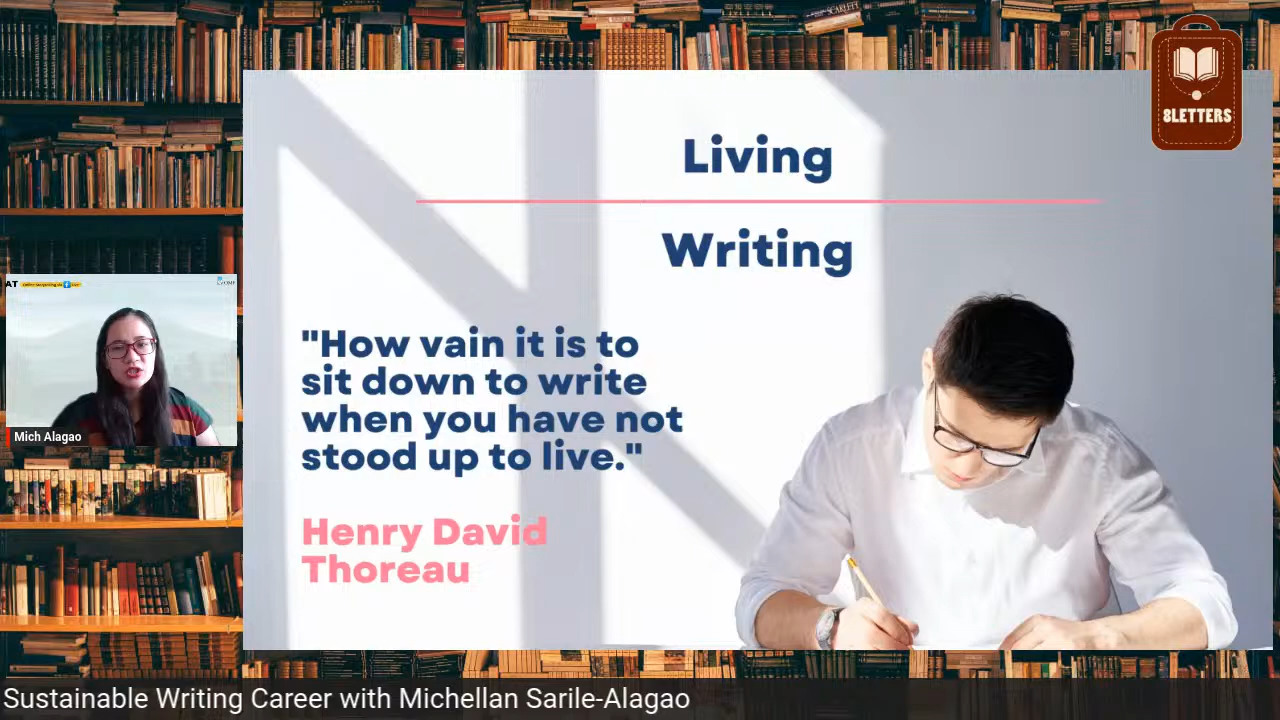 8LETTERS
Living
Writing
"How vain it is to
sit down to write
when you have not
stood up to live."
Henry David
Thoreau
Mich Alagao
Sustainable Writing Career with Michellan Sarile-Alagao